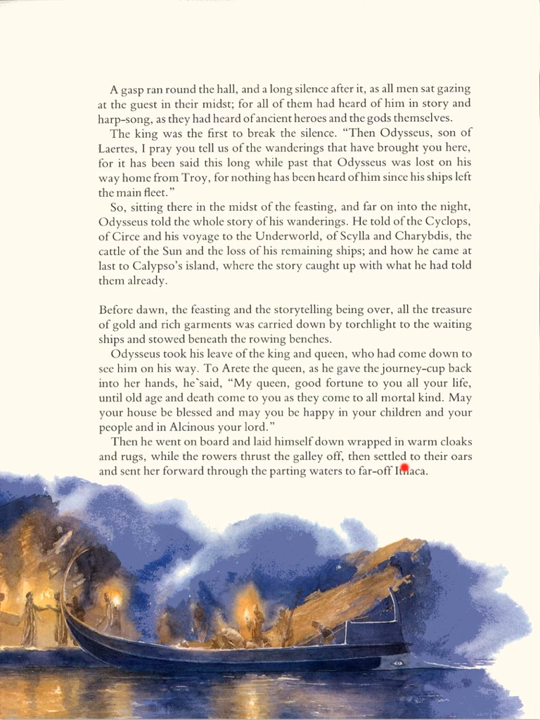 A gasp ran round the hall, and a long silence after it, as all men sat gazing
at the guest in their midst; for all of them had heard of him in story and
harp-song, as they had heard of ancient heroes and the gods themselves.
The king was the first to break the silence. “Then Odysseus, son of
Laertes, I pray you tell us of the wanderings that have brought you here,
for it has been said this long while past that Odysseus was lost on his
way home from Troy, for nothing has been heard of him since his ships left
the main fleet.”
So, sitting there in the midst of the feasting, and far on into the night,
Odysseus told the whole story of his wanderings. He told of the Cyclops,
of Circe and his voyage to the Underworld, of Scylla and Charybdis, the
cattle of the Sun and the loss of his remaining ships; and how he came at
last to Calypso’s island, where the story caught up with what he had told
them already.
Before dawn, the feasting and the storytelling being over, all the treasure
of gold and rich garments was carried down by torchlight to the waiting
ships and stowed beneath the rowing benches.
Odysseus took his leave of the king and queen, who had come down to
see him on his way. To Arete the queen, as he gave the journey-cup back
into her hands, he said, “My queen, good fortune to you all your life,
until old age and death come to you as they come to all mortal kind. May
your house be blessed and may you be happy in your children and your
people and in Alcinous your lord.”
Then he went on board and laid himself down wrapped in warm cloaks
and rugs, while the rowers thrust the galley off, then settled to their oars
and sent her forward through the parting waters to far-off Ithaca.